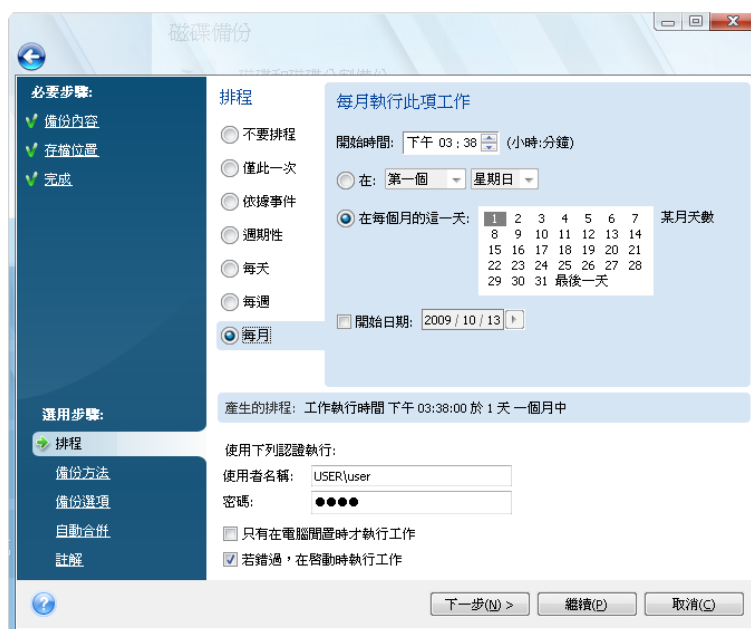 磁碟備份
磁碟和磁碟分割備份
必要步驟:
備份內容
存檔位置
完成
排程
不要排程
僅此一次
依據事件
週期性
每天
每週
每月
每月執行此項工作
開始時間: 下午 03 : 38 (小時:分鐘)
在: 第一個 星期日
在每個月的這一天: 某月天數
1 2 3 4 5 6 7
8 9 10 11 12 13 14
15 16 17 18 19 20 21
22 23 24 25 26 27 28
29 30 31 最後一天
開始日期: 2009 / 10 / 13
產生的排程: 工作執行時間 下午 03:38:00 於 1 天 一個月中
選用步驟:
排程
備份方法
備份選項
自動合併
註解
使用下列認證執行:
使用者名稱: USER\user
密碼: ●●●●
只有在電腦閒置時才執行工作
若錯過，在啓動時執行工作
下一步(N) >
繼續(P)
取消(C)